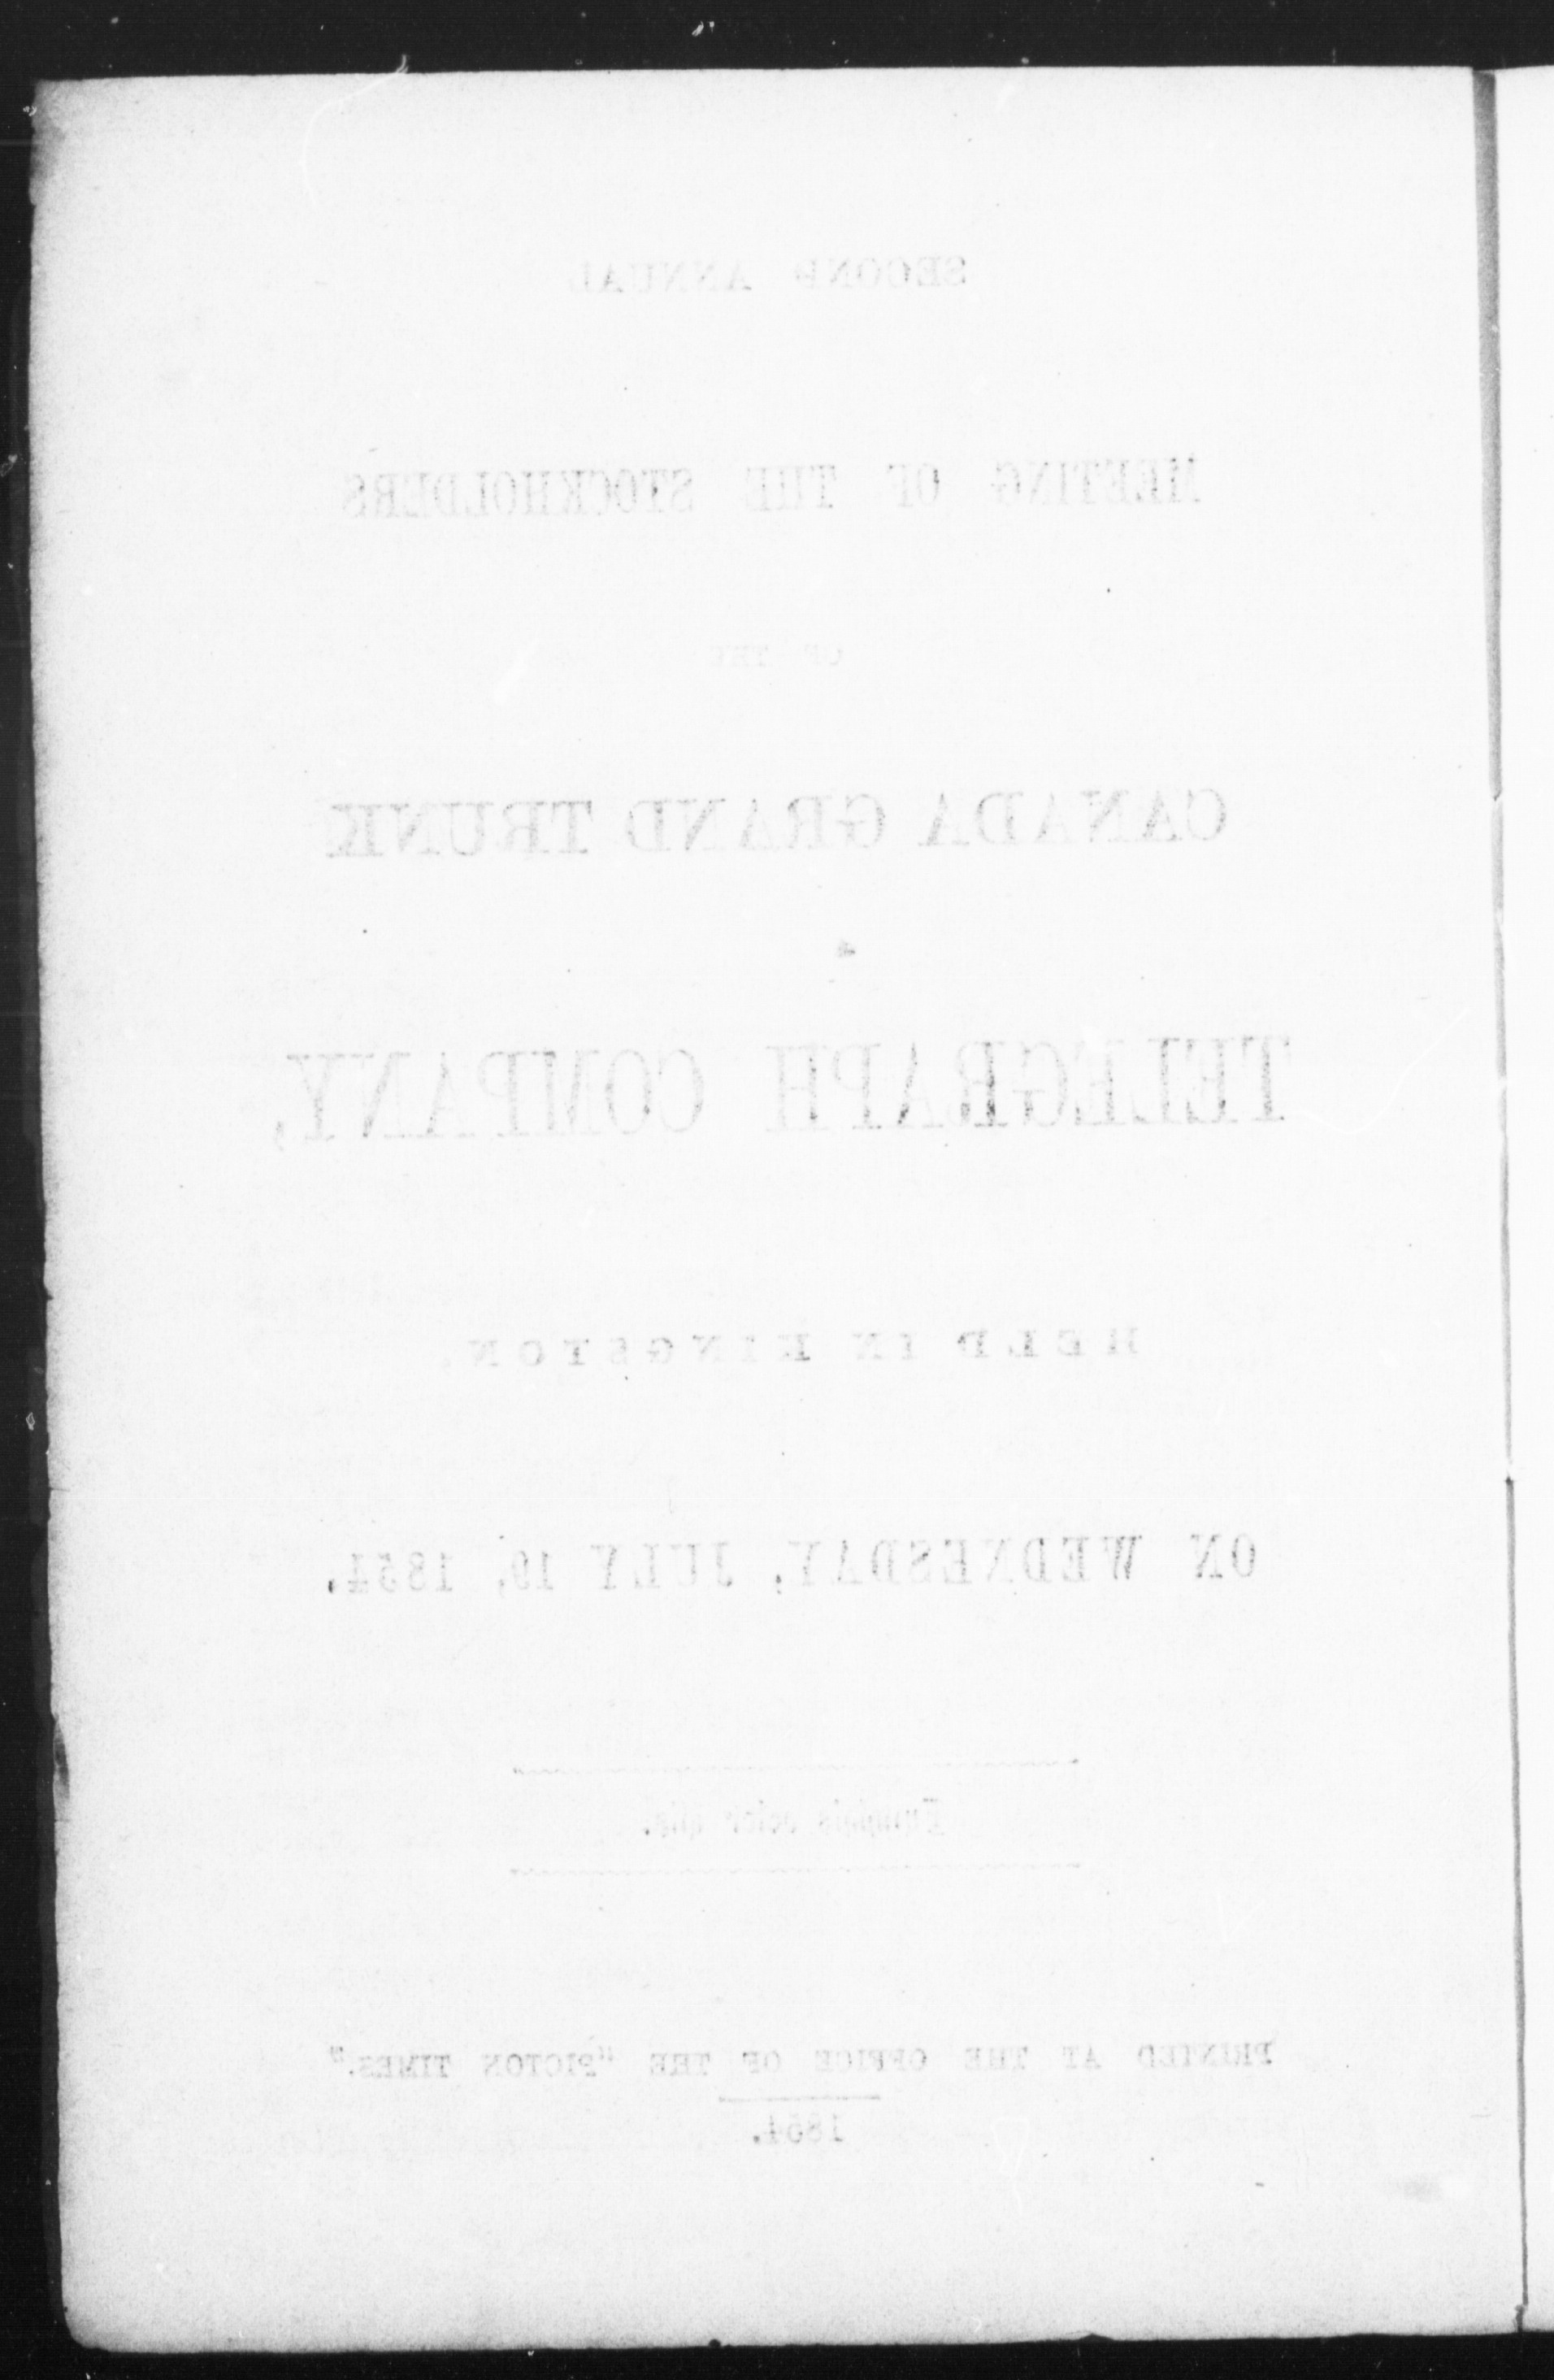 SECOND ANNUAL
MEETING OF THE STOCKHOLDERS
OF THE
CANADA GRAND TRUNK
TELEGRAPH COMPANY,
HELD IN KINGSTON
ON WEDNESDAY, JULY 19, 1854.
PRINTED AT THE OFFICE OF THE "PICTON TIMES."
1854.